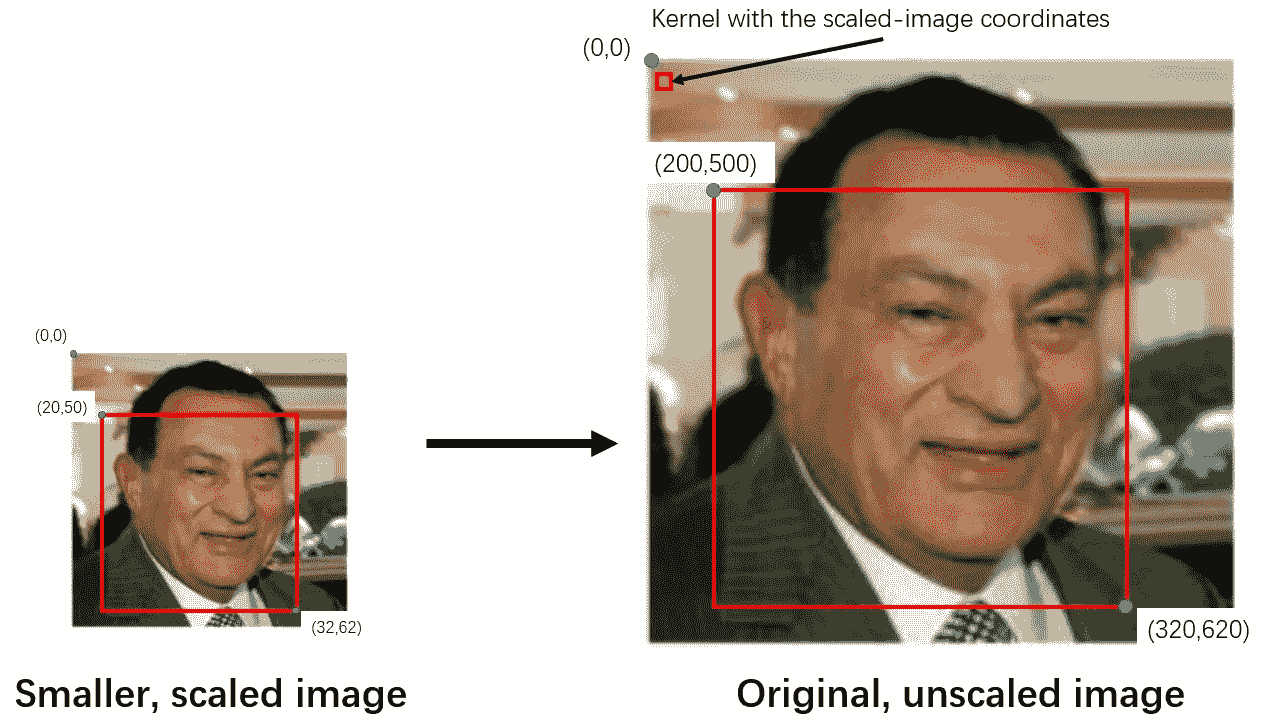 Kernel with the scaled-image coordinates
(0,0)
(200,500)
(0,0)
(20,50)
(32,62)
(320,620)
Smaller, scaled image
Original, unscaled image